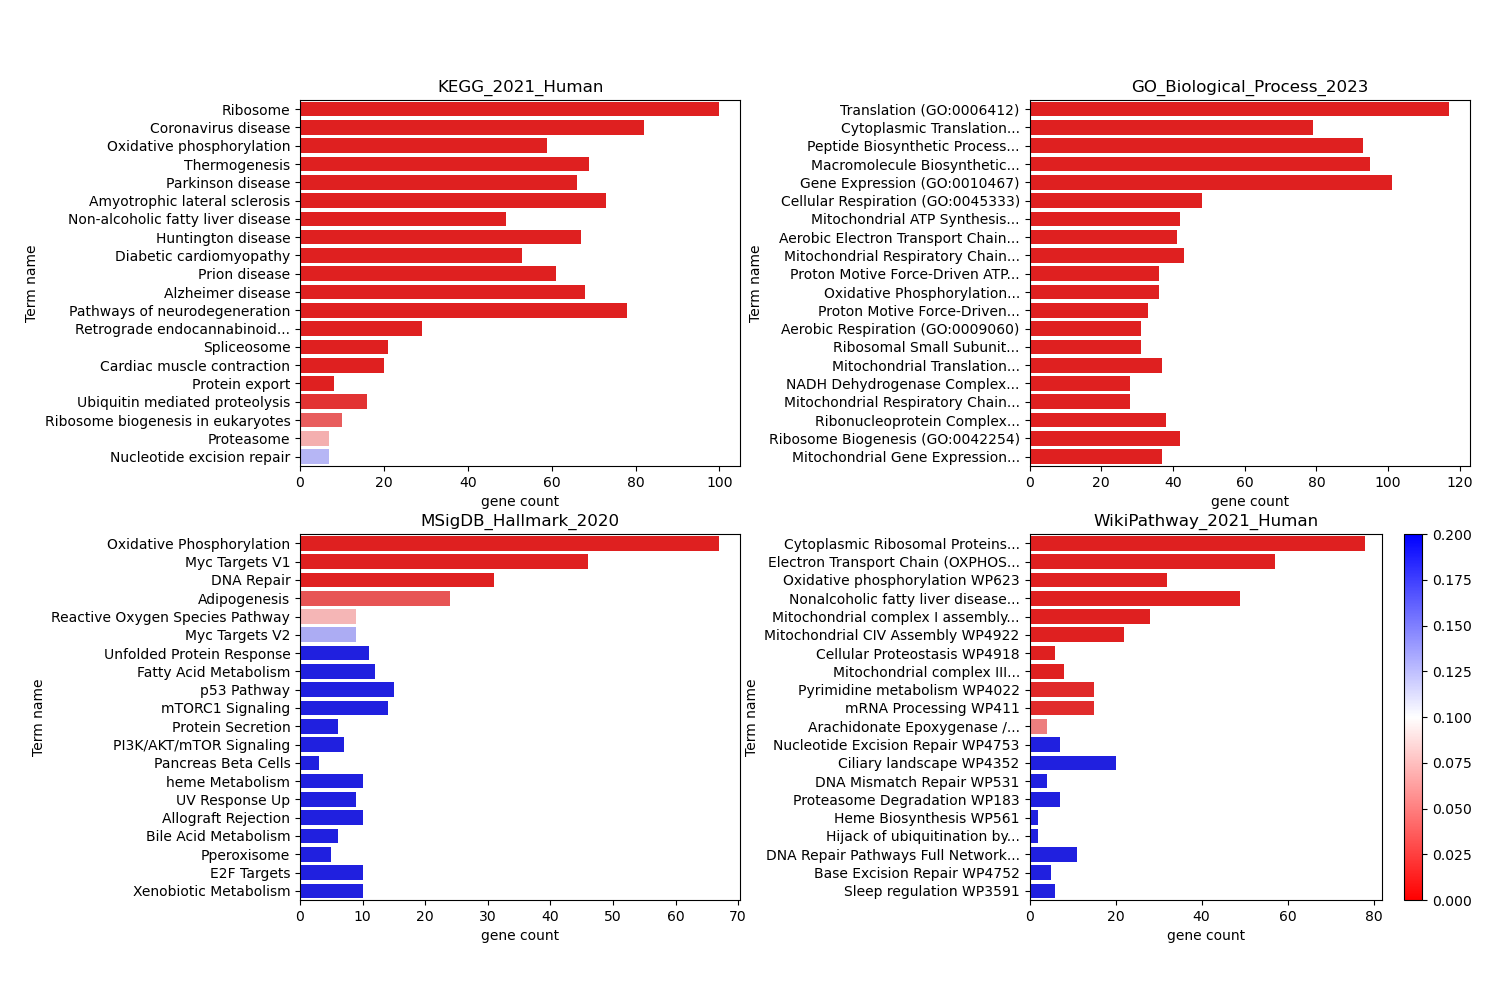 KEGG_2021_Human
Term name
Ribosome
Coronavirus disease
Oxidative phosphorylation
Thermogenesis
Parkinson disease
Amyotrophic lateral sclerosis
Non-alcoholic fatty liver disease
Huntington disease
Diabetic cardiomyopathy
Prion disease
Alzheimer disease
Pathways of neurodegeneration
Retrograde endocannabinoid...
Spliceosome
Cardiac muscle contraction
Protein export
Ubiquitin mediated proteolysis
Ribosome biogenesis in eukaryotes
Proteasome
Nucleotide excision repair
0 20 40 60 80 100
gene count
GO_Biological_Process_2023
Term name
Translation (GO:0006412)
Cytoplasmic Translation...
Peptide Biosynthetic Process...
Macromolecule Biosynthetic...
Gene Expression (GO:0010467)
Cellular Respiration (GO:0045333)
Mitochondrial ATP Synthesis...
Aerobic Electron Transport Chain...
Mitochondrial Respiratory Chain...
Proton Motive Force-Driven ATP...
Oxidative Phosphorylation...
Proton Motive Force-Driven...
Aerobic Respiration (GO:0009060)
Ribosomal Small Subunit...
Mitochondrial Translation...
NADH Dehydrogenase Complex...
Mitochondrial Respiratory Chain...
Ribonucleoprotein Complex...
Ribosome Biogenesis (GO:0042254)
Mitochondrial Gene Expression...
0 20 40 60 80 100 120
gene count
MSigDB_Hallmark_2020
Term name
Oxidative Phosphorylation
Myc Targets V1
DNA Repair
Adipogenesis
Reactive Oxygen Species Pathway
Myc Targets V2
Unfolded Protein Response
Fatty Acid Metabolism
p53 Pathway
mTORC1 Signaling
Protein Secretion
PI3K/AKT/mTOR Signaling
Pancreas Beta Cells
heme Metabolism
UV Response Up
Allograft Rejection
Bile Acid Metabolism
Pperoxisome
E2F Targets
Xenobiotic Metabolism
0 10 20 30 40 50 60 70
gene count
WikiPathway_2021_Human
Term name
Cytoplasmic Ribosomal Proteins...
Electron Transport Chain (OXPHOS...
Oxidative phosphorylation WP623
Nonalcoholic fatty liver disease...
Mitochondrial complex I assembly...
Mitochondrial CIV Assembly WP4922
Cellular Proteostasis WP4918
Mitochondrial complex III...
Pyrimidine metabolism WP4022
mRNA Processing WP411
Arachidonate Epoxygenase /...
Nucleotide Excision Repair WP4753
Ciliary landscape WP4352
DNA Mismatch Repair WP531
Proteasome Degradation WP183
Heme Biosynthesis WP561
Hijack of ubiquitination by...
DNA Repair Pathways Full Network...
Base Excision Repair WP4752
Sleep regulation WP3591
0 20 40 60 80
gene count
0.200
0.175
0.150
0.125
0.100
0.075
0.050
0.025
0.000